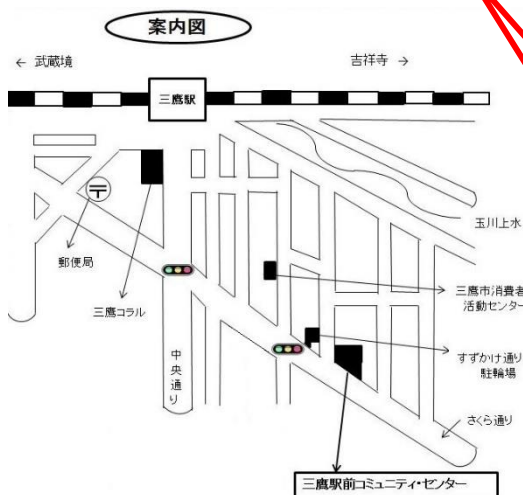 案内図
← 武蔵境
吉祥寺 →
三鷹駅
〒
玉川上水
郵便局
三鷹コラル
三鷹市消費者
活動センター
中央通り
すずかけ通り
駐輪場
さくら通り
三鷹駅前コミュニティ・センター